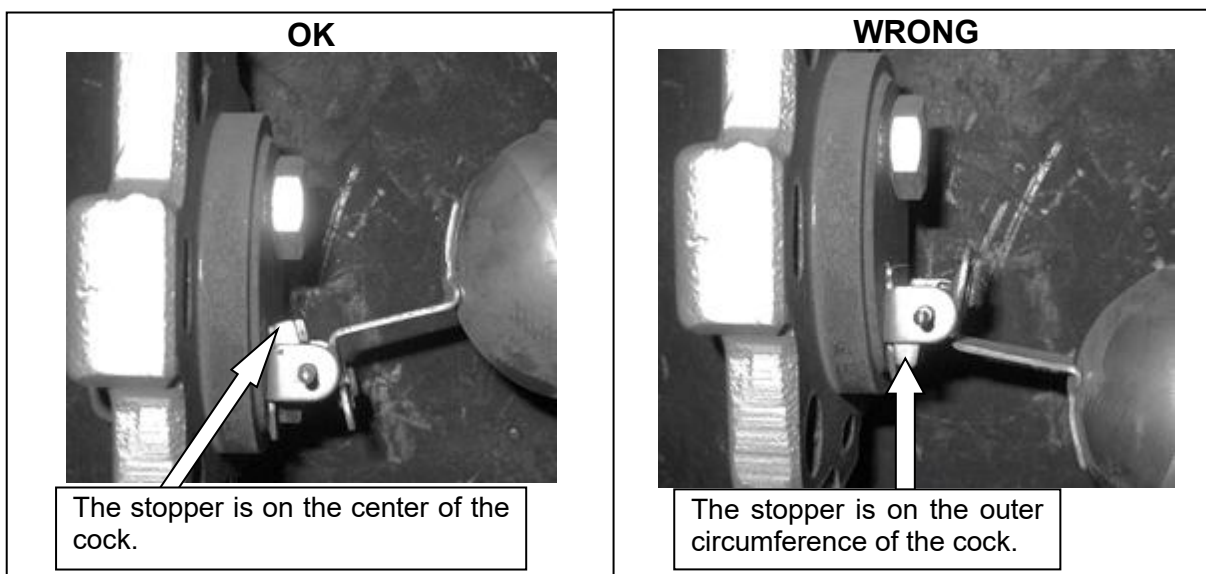 OK
The stopper is on the center of the
cock.
WRONG
The stopper is on the outer
circumference of the cock.